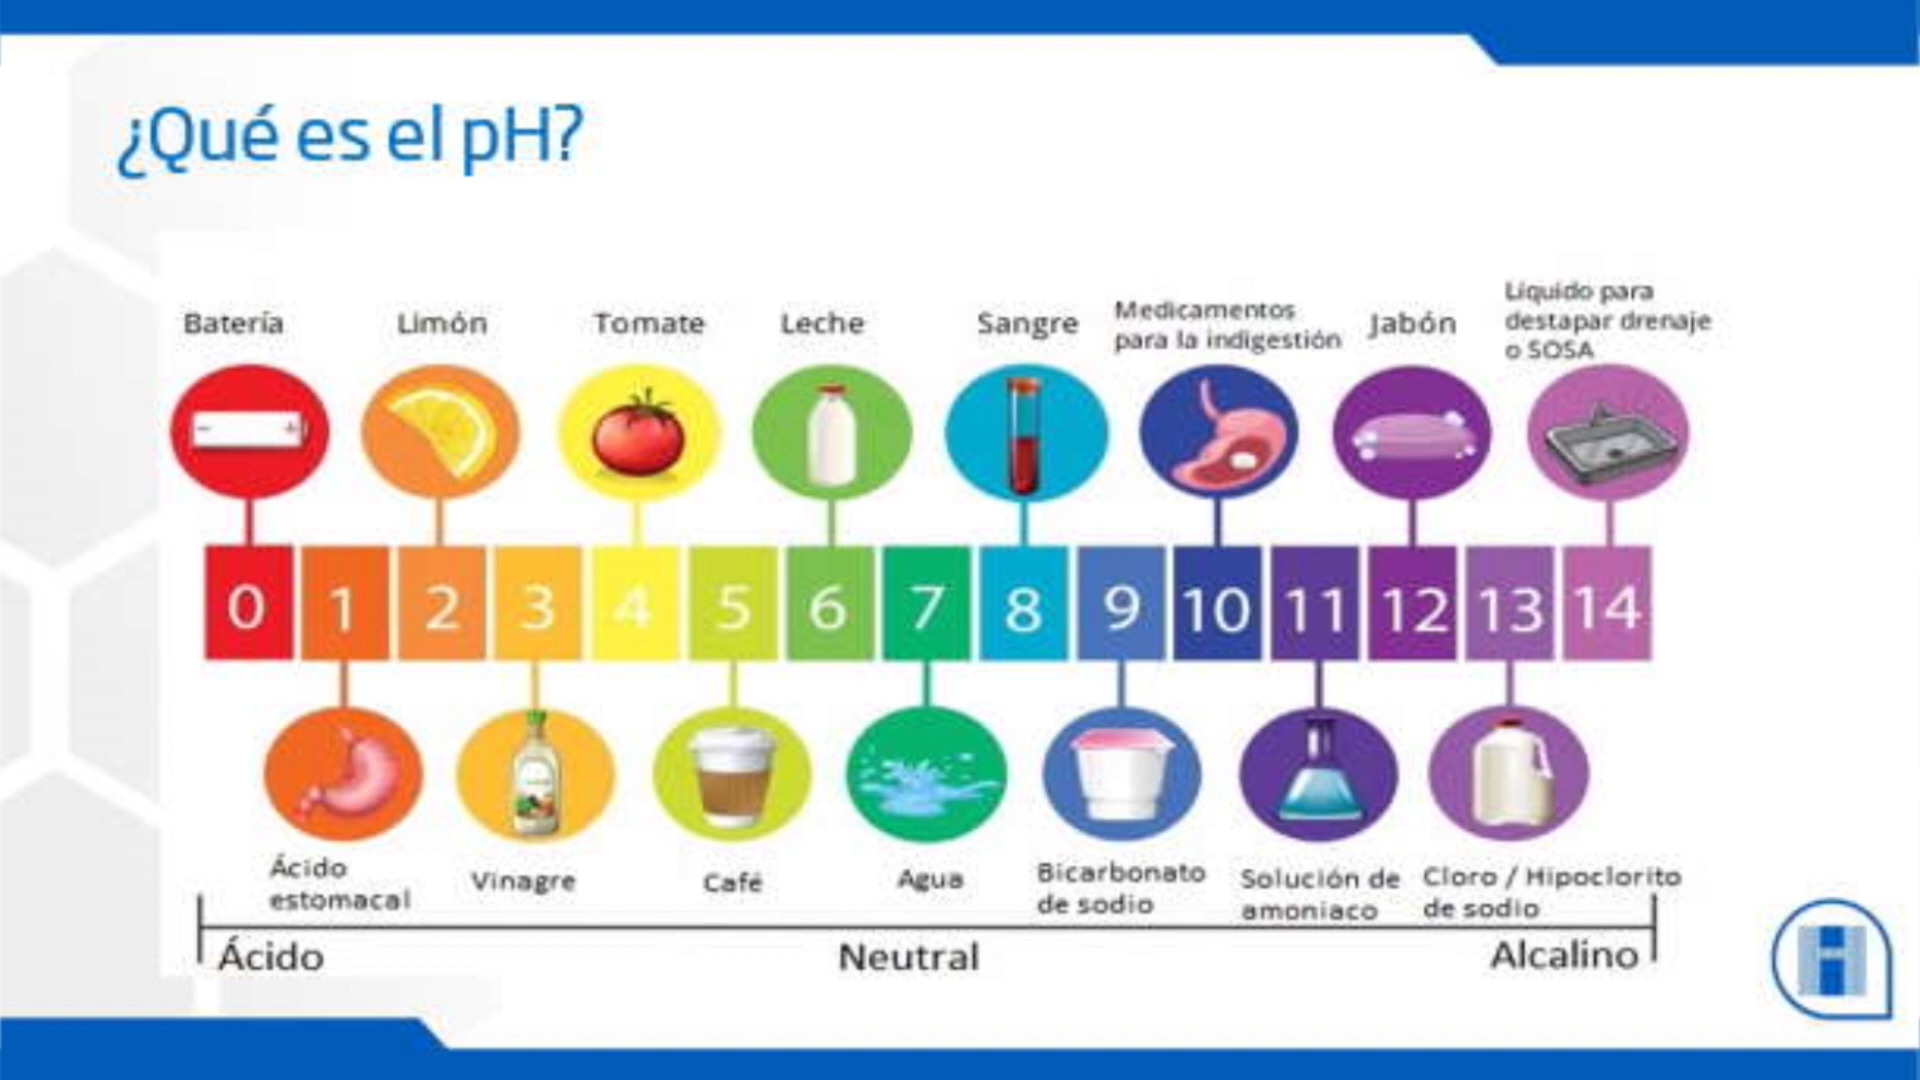 ¿Qué es el pH?
Batería
Limón
Tomate
Leche
Sangre
Medicamentos
para la indigestión
Jabón
Líquido para
destapar drenaje
o SOSA
0 1 2 3 4 5 6 7 8 9 10 11 12 13 14
Ácido
estomacal
Vinagre
Café
Agua
Bicarbonato
de sodio
Solución de
amoniaco
Cloro / Hipoclorito
de sodio
Ácido
Neutral
Alcalino